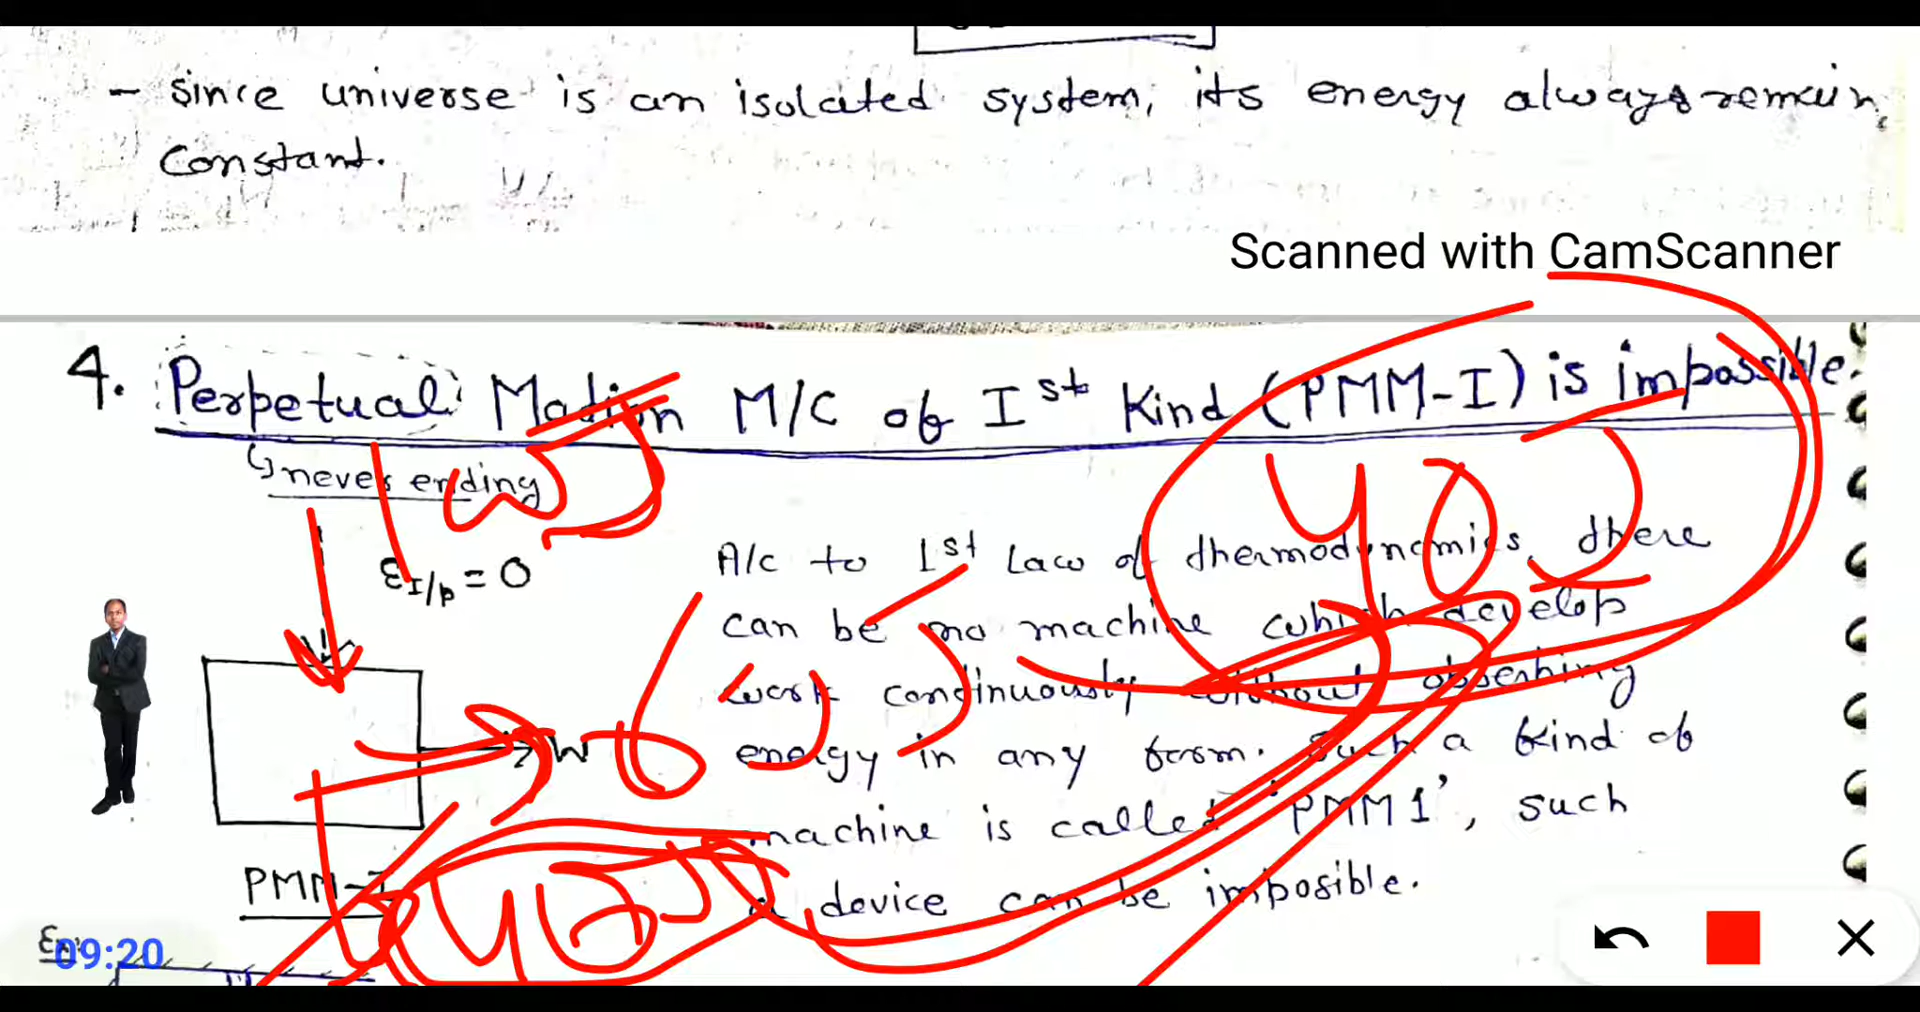 - Since universe is an isolated system, its energy always remain
Constant.
Scanned with CamScanner
4. Perpetual Motion M/C of Ist Kind (PMM-I) is impossible.
↳ never ending
EI/p = 0
A/c to 1st Law of thermodynamics, there
can be no machine which develop
work continuously without absorbing
energy in any form. Such a kind of
machine is called 'PMM1', such
a device can be imposible.
W
PMM-I
Ex:
09:20